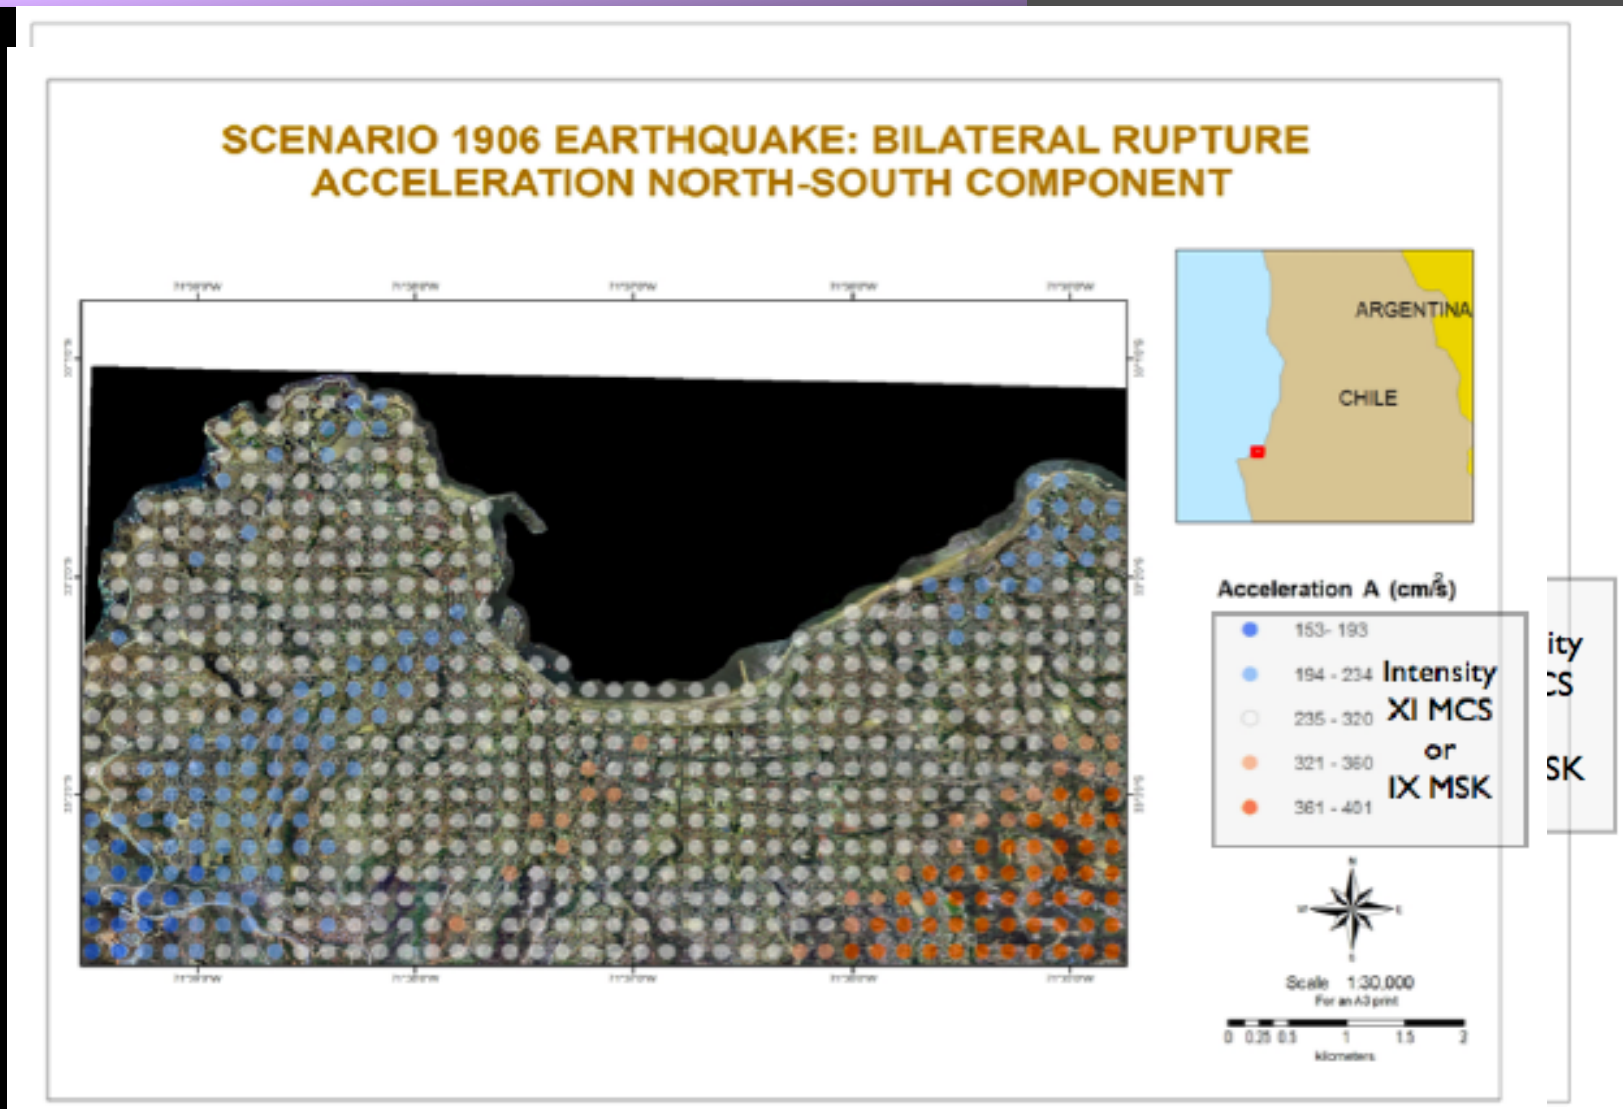 SCENARIO 1906 EARTHQUAKE: BILATERAL RUPTURE
ACCELERATION NORTH-SOUTH COMPONENT
ARGENTINA
CHILE
Acceleration A (cm/s²)
153- 193
194 - 234
235 - 320
321 - 360
361 - 401
Intensity
XI MCS
or
IX MSK
ity
CS
SK
N
S
Scale 1:30,000
For an A3 print
0 0.25 0.5 1 1.5 2
kilometers